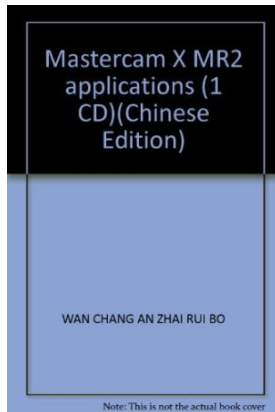 Mastercam X MR2
applications (1
CD)(Chinese
Edition)
WAN CHANG AN ZHAI RUI BO
Note: This is not the actual book cover